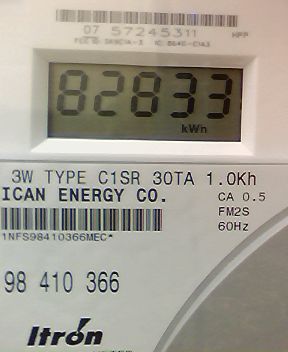 07 57245311
82833
kWh
3W TYPE C1SR 30TA 1.0Kh
ICAN ENERGY CO.
CA 0.5
FM2S
60Hz
1NFS98410366MEC*
98 410 366
Itron